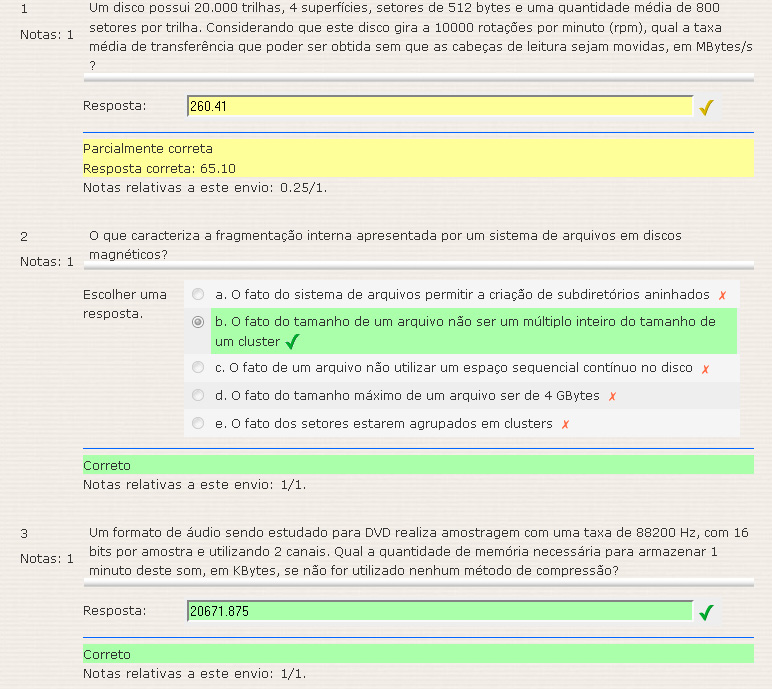 1
Notas: 1
Um disco possui 20.000 trilhas, 4 superfícies, setores de 512 bytes e uma quantidade média de 800
setores por trilha. Considerando que este disco gira a 10000 rotações por minuto (rpm), qual a taxa
média de transferência que poder ser obtida sem que as cabeças de leitura sejam movidas, em MBytes/s
?
Resposta:
260.41
Parcialmente correta
Resposta correta: 65.10
Notas relativas a este envio: 0.25/1.
2
Notas: 1
O que caracteriza a fragmentação interna apresentada por um sistema de arquivos em discos
magnéticos?
Escolher uma
resposta.
a. O fato do sistema de arquivos permitir a criação de subdiretórios aninhados ✗
b. O fato do tamanho de um arquivo não ser um múltiplo inteiro do tamanho de
um cluster ✓
c. O fato de um arquivo não utilizar um espaço sequencial contínuo no disco ✗
d. O fato do tamanho máximo de um arquivo ser de 4 GBytes ✗
e. O fato dos setores estarem agrupados em clusters ✗
Correto
Notas relativas a este envio: 1/1.
3
Notas: 1
Um formato de áudio sendo estudado para DVD realiza amostragem com uma taxa de 88200 Hz, com 16
bits por amostra e utilizando 2 canais. Qual a quantidade de memória necessária para armazenar 1
minuto deste som, em KBytes, se não for utilizado nenhum método de compressão?
Resposta:
20671.875
Correto
Notas relativas a este envio: 1/1.